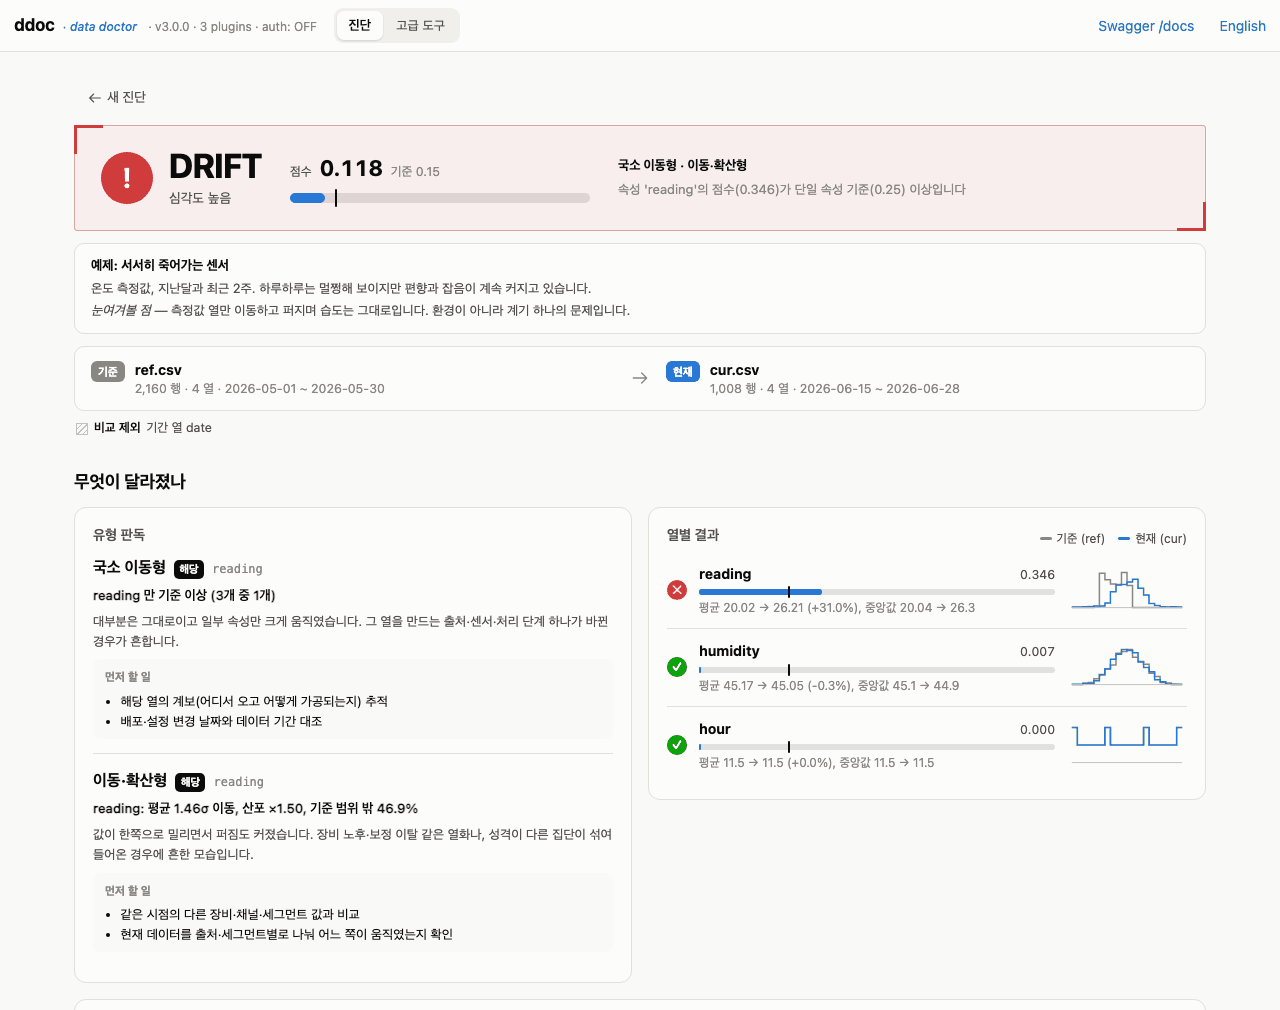 ddoc · data doctor · v3.0.0 · 3 plugins · auth: OFF 진단 고급 도구 Swagger /docs English
← 새 진단
! DRIFT
심각도 높음
점수 0.118 기준 0.15
국소 이동형 · 이동·확산형
속성 'reading'의 점수(0.346)가 단일 속성 기준(0.25) 이상입니다
예제: 서서히 죽어가는 센서
온도 측정값, 지난달과 최근 2주. 하루하루는 멀쩡해 보이지만 편향과 잡음이 계속 커지고 있습니다.
눈여겨볼 점 — 측정값 열만 이동하고 퍼지며 습도는 그대로입니다. 환경이 아니라 계기 하나의 문제입니다.
기준 ref.csv
2,160 행 · 4 열 · 2026-05-01 ~ 2026-05-30
→
현재 cur.csv
1,008 행 · 4 열 · 2026-06-15 ~ 2026-06-28
비교 제외 기간 열 date
무엇이 달라졌나
유형 판독
국소 이동형 해당 reading
reading 만 기준 이상 (3개 중 1개)
대부분은 그대로이고 일부 속성만 크게 움직였습니다. 그 열을 만드는 출처·센서·처리 단계 하나가 바뀐
경우가 흔합니다.
먼저 할 일
• 해당 열의 계보(어디서 오고 어떻게 가공되는지) 추적
• 배포·설정 변경 날짜와 데이터 기간 대조
이동·확산형 해당 reading
reading: 평균 1.46σ 이동, 산포 ×1.50, 기준 범위 밖 46.9%
값이 한쪽으로 밀리면서 퍼짐도 커졌습니다. 장비 노후·보정 이탈 같은 열화나, 성격이 다른 집단이 섞여
들어온 경우에 흔한 모습입니다.
먼저 할 일
• 같은 시점의 다른 장비·채널·세그먼트 값과 비교
• 현재 데이터를 출처·세그먼트별로 나눠 어느 쪽이 움직였는지 확인
열별 결과
기준 (ref) 현재 (cur)
reading 0.346
평균 20.02 → 26.21 (+31.0%), 중앙값 20.04 → 26.3
humidity 0.007
평균 45.17 → 45.05 (-0.3%), 중앙값 45.1 → 44.9
hour 0.000
평균 11.5 → 11.5 (+0.0%), 중앙값 11.5 → 11.5